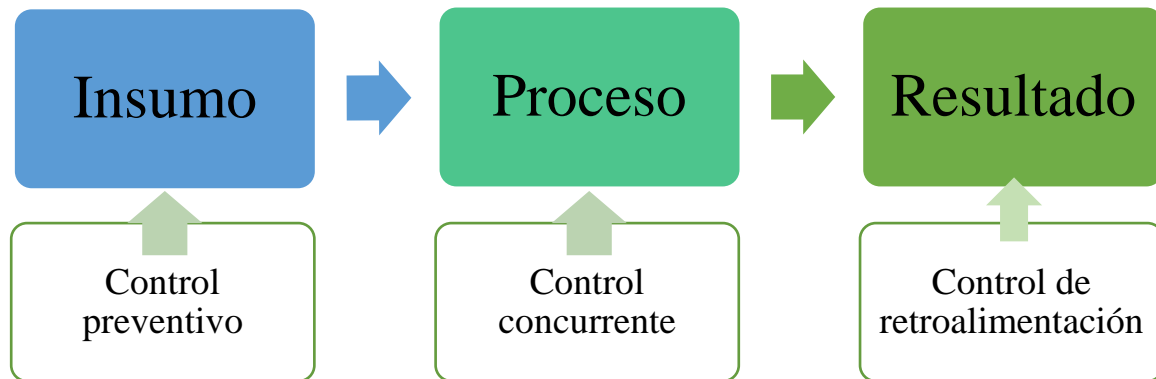 Insumo
Proceso
Resultado
Control
preventivo
Control
concurrente
Control de
retroalimentación